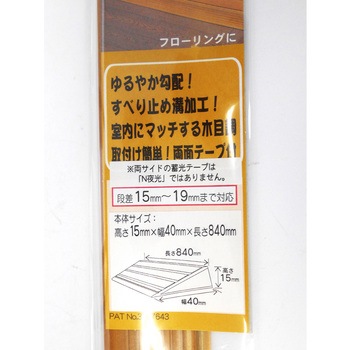 フローリングに
ゆるやか勾配！
すべり止め溝加工！
室内にマッチする木目調
取付け簡単！両面テープ付
※両サイドの蓄光テープは
「N夜光」ではありません。
段差15mm～19mmまで対応
本体サイズ：
高さ15mm×幅40mm×長さ840mm
長さ840mm
高さ
15mm
幅40mm
PAT No.
643